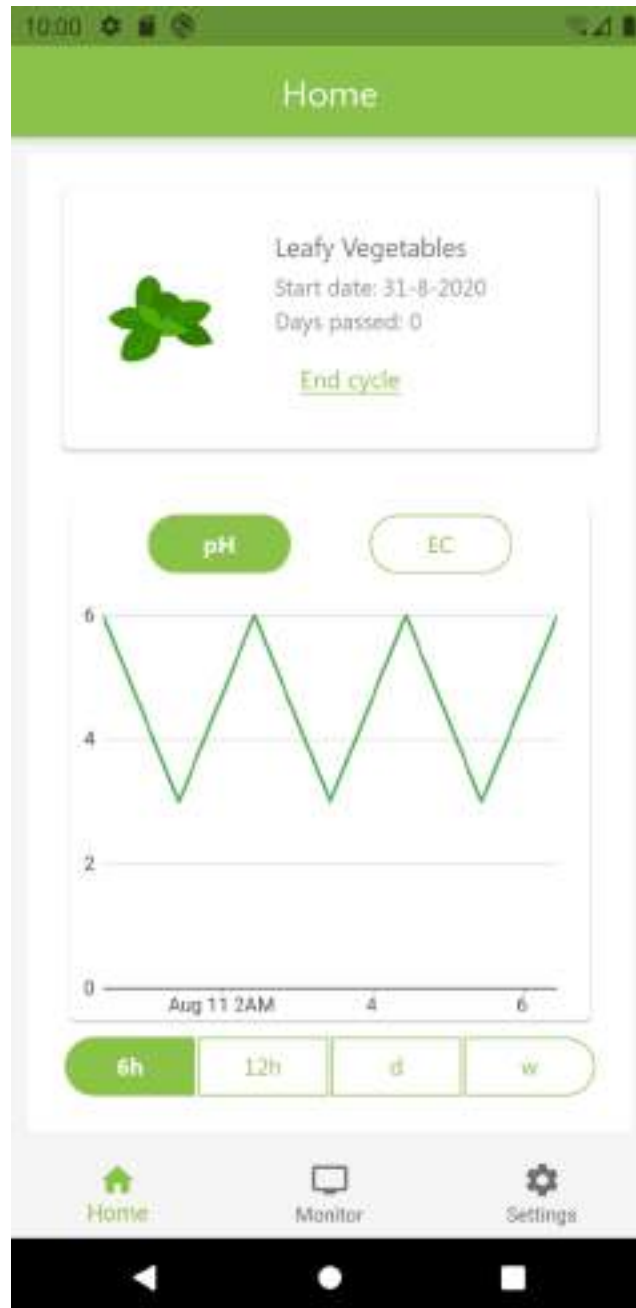 10:00
Home
Leafy Vegetables
Start date: 31-8-2020
Days passed: 0
End cycle
pH EC
6
4
2
0
Aug 11 2AM 4 6
6h 12h d w
Home Monitor Settings